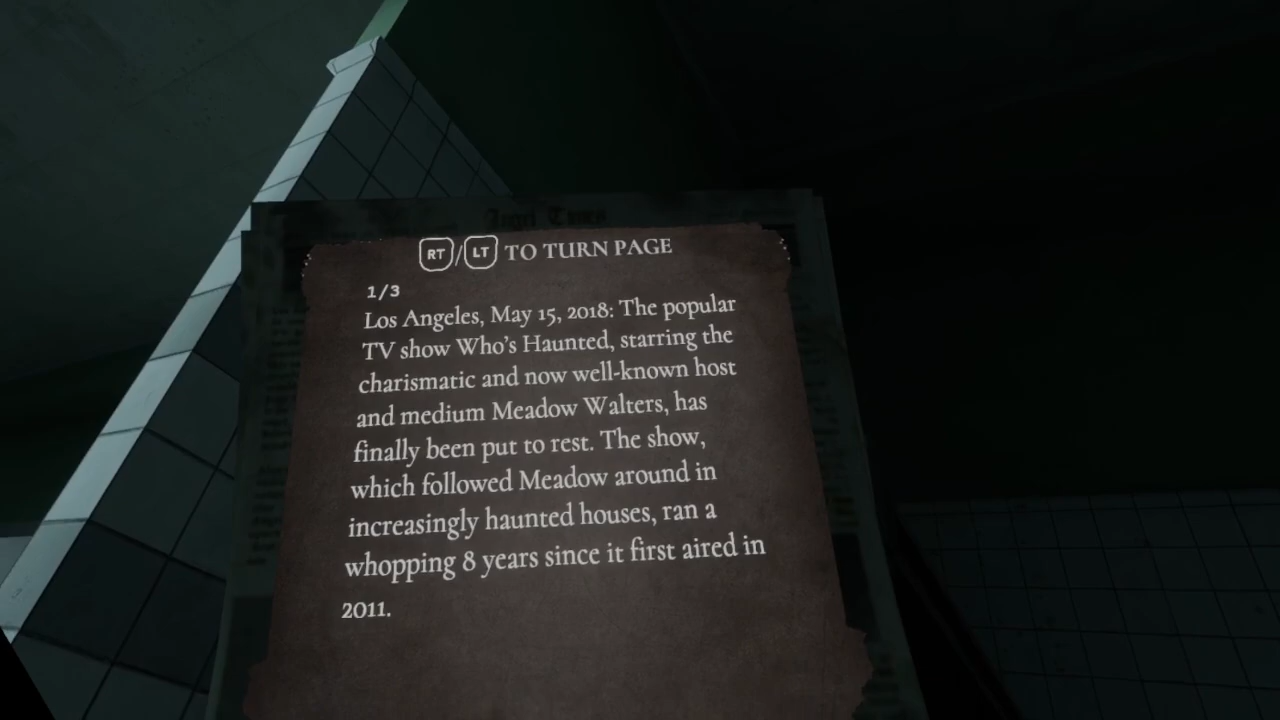 Angel Times
RT/LT TO TURN PAGE
1/3
Los Angeles, May 15, 2018: The popular
TV show Who's Haunted, starring the
charismatic and now well-known host
and medium Meadow Walters, has
finally been put to rest. The show,
which followed Meadow around in
increasingly haunted houses, ran a
whopping 8 years since it first aired in
2011.